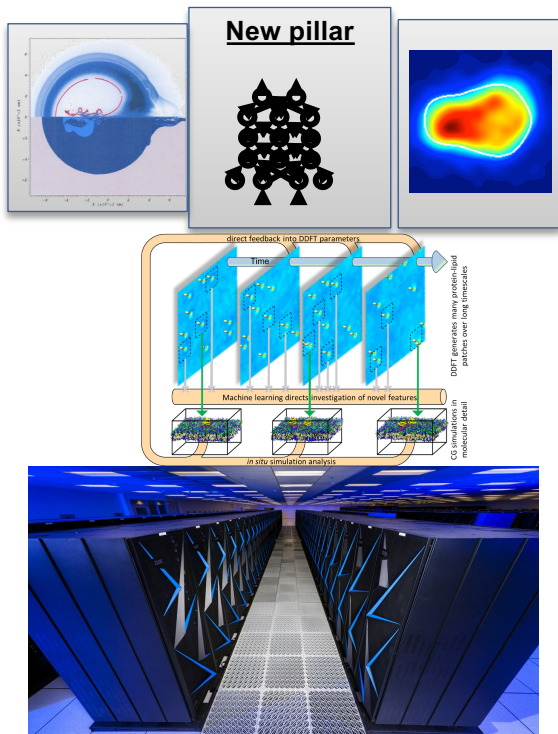 New pillar
direct feedback into DDFT parameters
Time
DDFT generates many protein-lipid
patches over long timescales
Machine learning directs investigation of novel features
CG simulations in
molecular detail
in situ simulation analysis